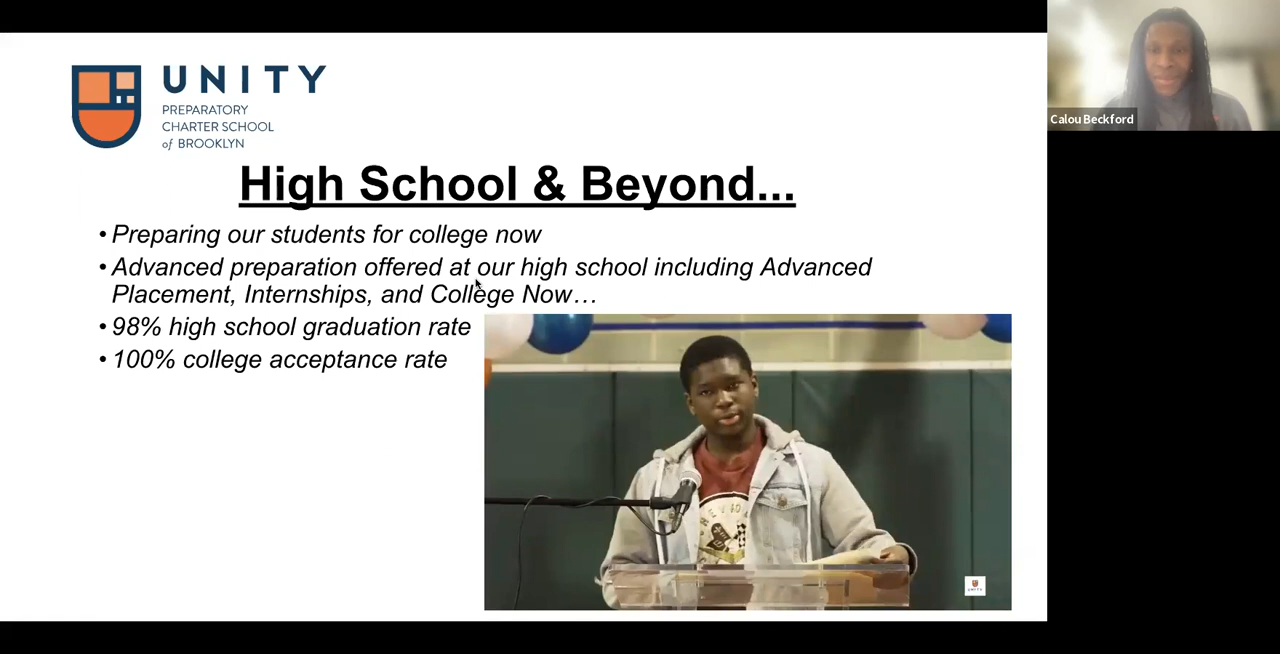 UNITY
PREPARATORY
CHARTER SCHOOL
of BROOKLYN
Calou Beckford
High School & Beyond...
• Preparing our students for college now
• Advanced preparation offered at our high school including Advanced
Placement, Internships, and College Now…
• 98% high school graduation rate
• 100% college acceptance rate
UNITY